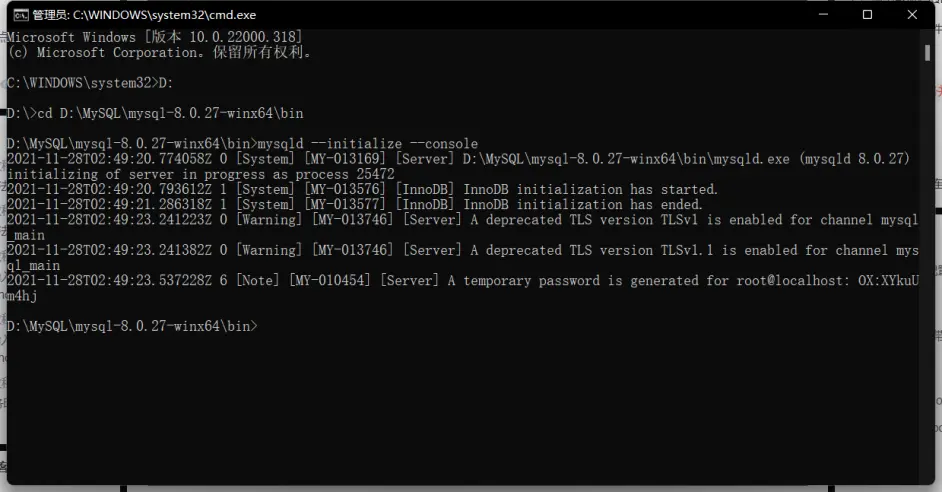 管理员: C:\WINDOWS\system32\cmd.exe
Microsoft Windows [版本 10.0.22000.318]
(c) Microsoft Corporation。保留所有权利。
C:\WINDOWS\system32>D:
D:\>cd D:\MySQL\mysql-8.0.27-winx64\bin
D:\MySQL\mysql-8.0.27-winx64\bin>mysqld --initialize --console
2021-11-28T02:49:20.774058Z 0 [System] [MY-013169] [Server] D:\MySQL\mysql-8.0.27-winx64\bin\mysqld.exe (mysqld 8.0.27)
initializing of server in progress as process 25472
2021-11-28T02:49:20.793612Z 1 [System] [MY-013576] [InnoDB] InnoDB initialization has started.
2021-11-28T02:49:21.286318Z 1 [System] [MY-013577] [InnoDB] InnoDB initialization has ended.
2021-11-28T02:49:23.241223Z 0 [Warning] [MY-013746] [Server] A deprecated TLS version TLSv1 is enabled for channel mysql
_main
2021-11-28T02:49:23.241382Z 0 [Warning] [MY-013746] [Server] A deprecated TLS version TLSv1.1 is enabled for channel mys
ql_main
2021-11-28T02:49:23.537228Z 6 [Note] [MY-010454] [Server] A temporary password is generated for root@localhost: OX:XYkuU
m4hj
D:\MySQL\mysql-8.0.27-winx64\bin>